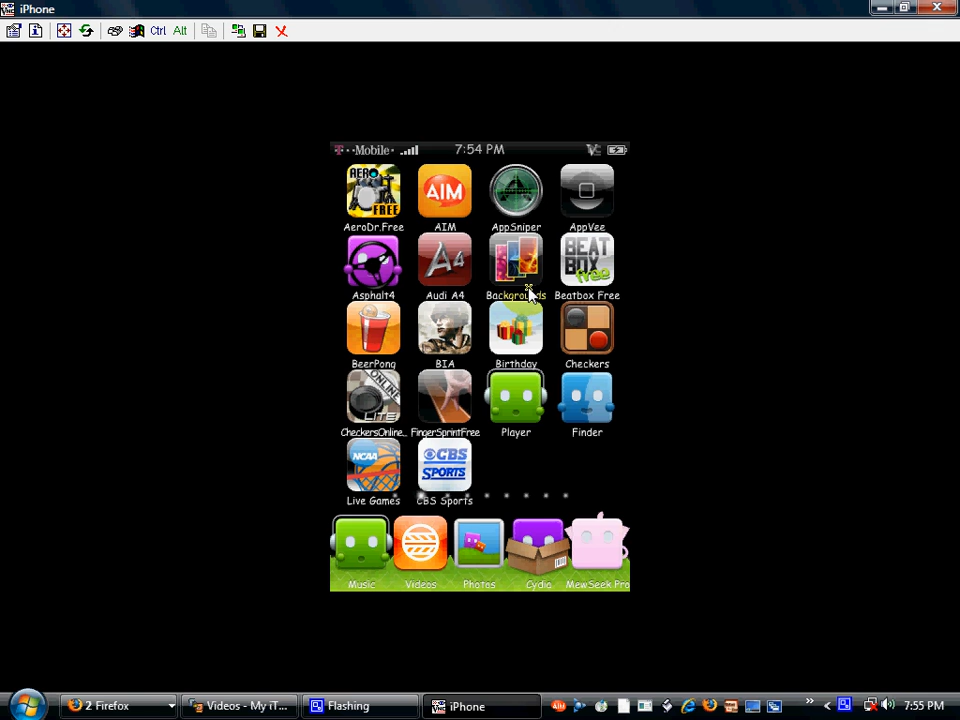 iPhone
Ctrl Alt
T··Mobile· 7:54 PM
AERO FREE AIM
AeroDr.Free AIM AppSniper AppVee
A4 BEAT BOX free
Asphalt4 Audi A4 Backgrounds Beatbox Free
BeerPong BIA Birthday Checkers
ONLINE LITE
CheckersOnline... FingerSprintFree Player Finder
NCAA CBS SPORTS
Live Games CBS Sports
Music Videos Photos Cydia MewSeek Pro
2 Firefox Videos - My iT... Flashing iPhone 7:55 PM